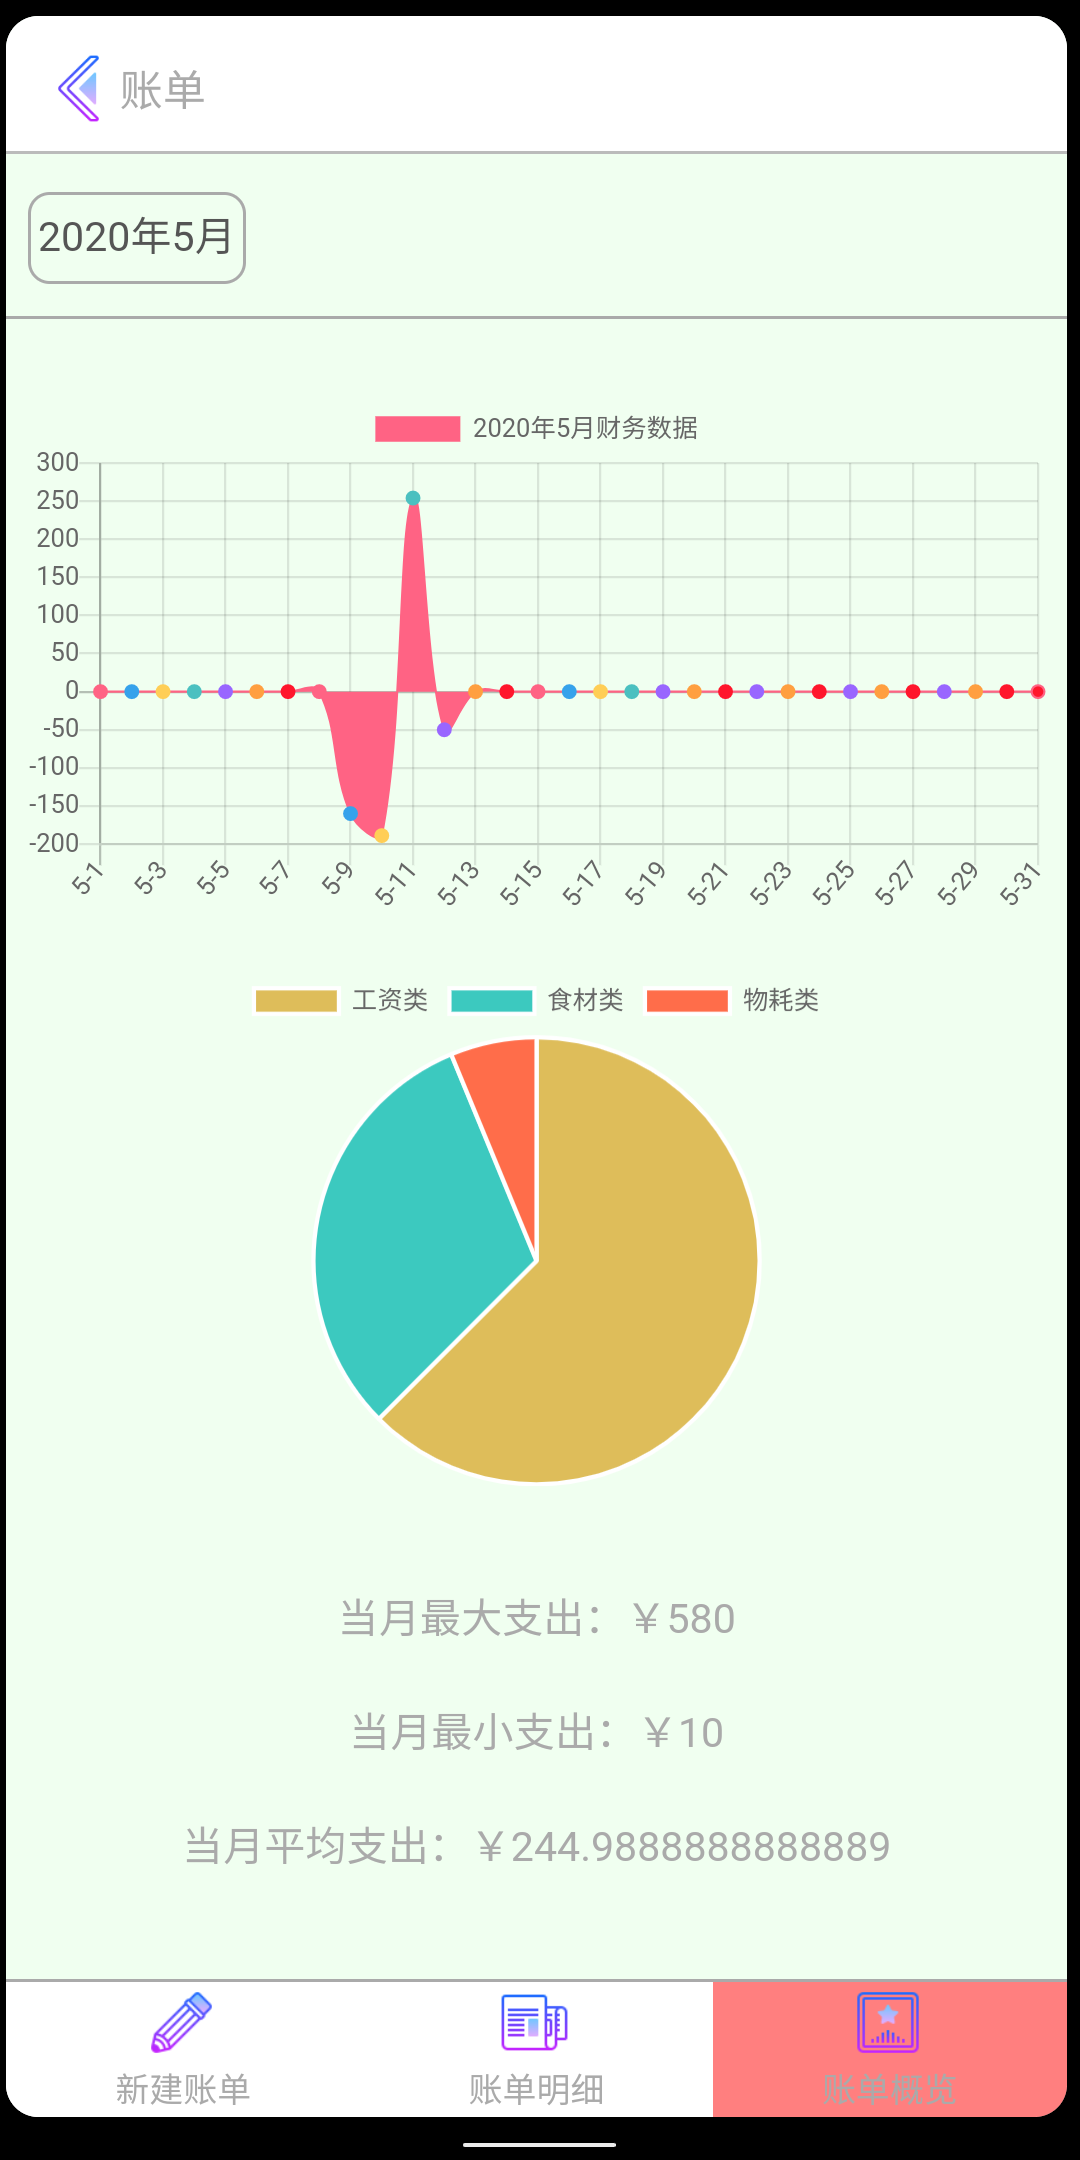 账单
2020年5月
2020年5月财务数据
300
250
200
150
100
50
0
-50
-100
-150
-200
5-1 5-3 5-5 5-7 5-9 5-11 5-13 5-15 5-17 5-19 5-21 5-23 5-25 5-27 5-29 5-31
工资类 食材类 物耗类
当月最大支出：￥580
当月最小支出：￥10
当月平均支出：￥244.9888888888889
新建账单 账单明细 账单概览